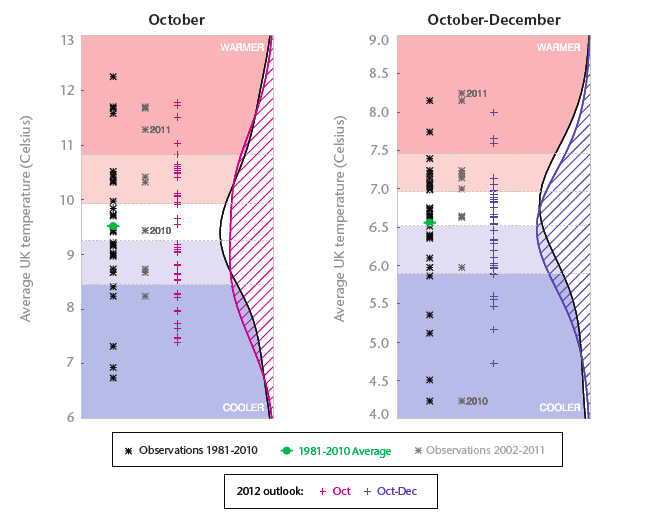 October
October-December
Average UK temperature (Celsius)
13
12
11
10
9
8
7
6
WARMER
2011
2010
COOLER
Average UK temperature (Celsius)
9.0
8.5
8.0
7.5
7.0
6.5
6.0
5.5
5.0
4.5
4.0
WARMER
2011
2010
COOLER
Observations 1981-2010
1981-2010 Average
Observations 2002-2011
2012 outlook: + Oct + Oct-Dec